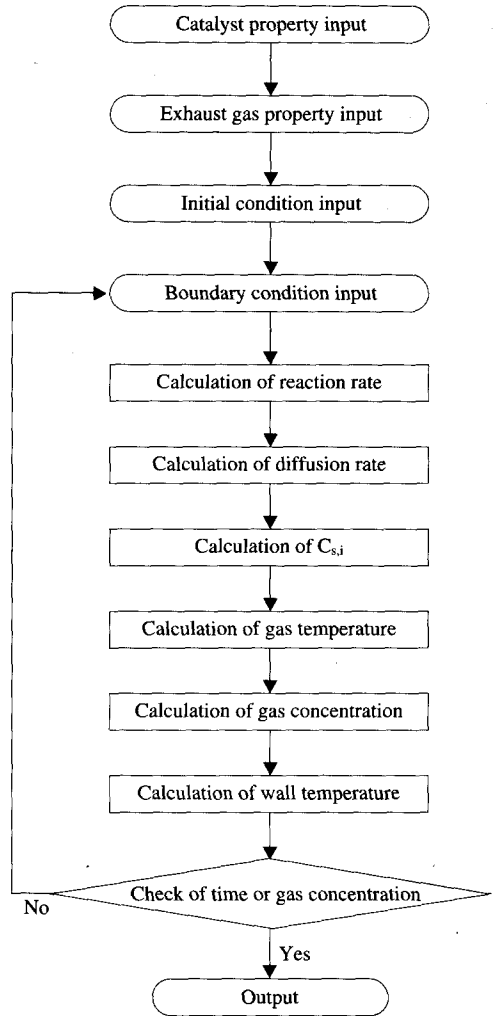 Catalyst property input
Exhaust gas property input
Initial condition input
Boundary condition input
Calculation of reaction rate
Calculation of diffusion rate
Calculation of Cs,i
Calculation of gas temperature
Calculation of gas concentration
Calculation of wall temperature
Check of time or gas concentration
No
Yes
Output